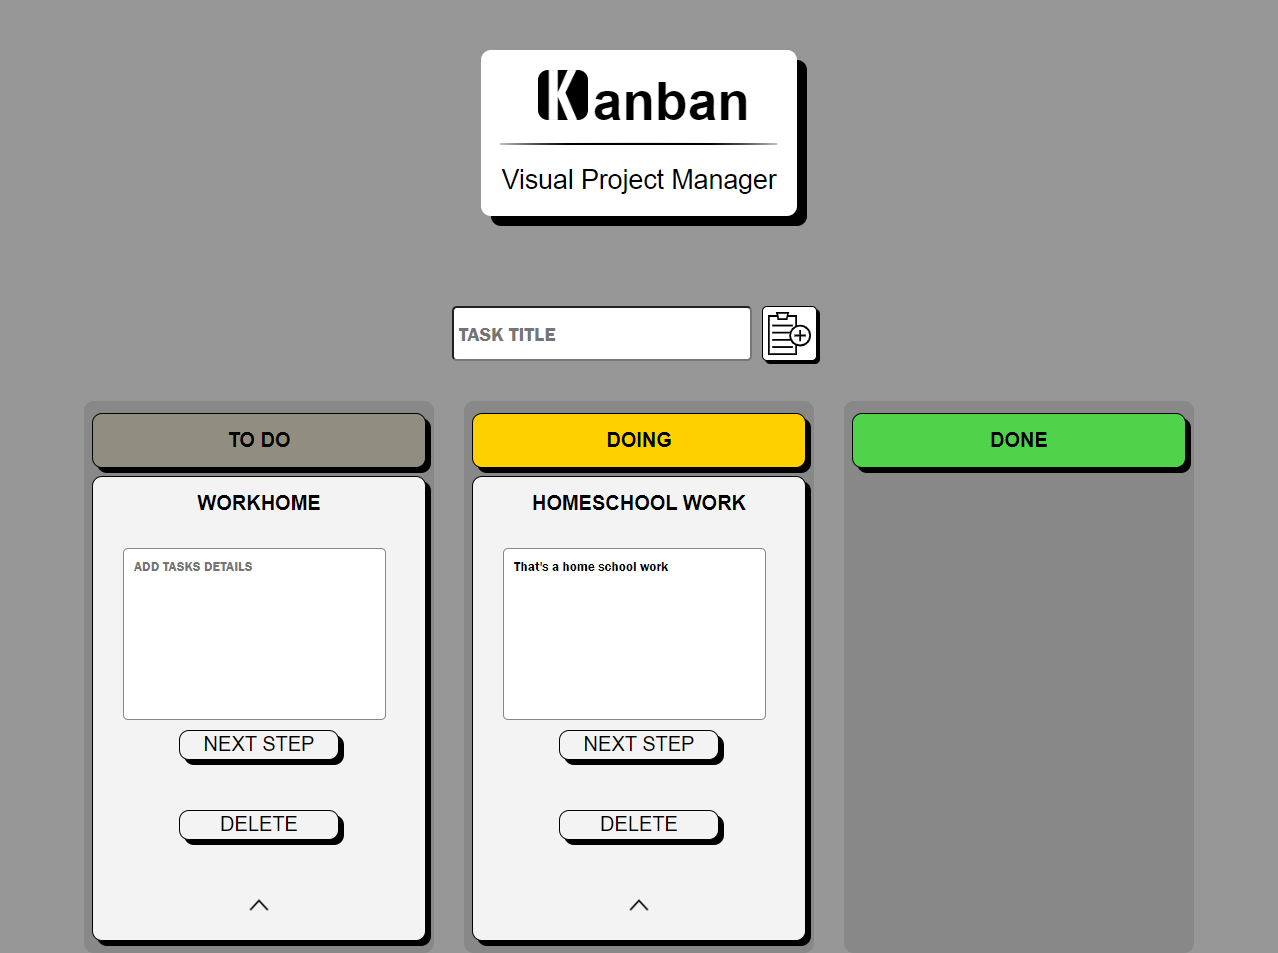 Kanban
Visual Project Manager
TASK TITLE
TO DO
WORKHOME
ADD TASKS DETAILS
NEXT STEP
DELETE
DOING
HOMESCHOOL WORK
That's a home school work
NEXT STEP
DELETE
DONE